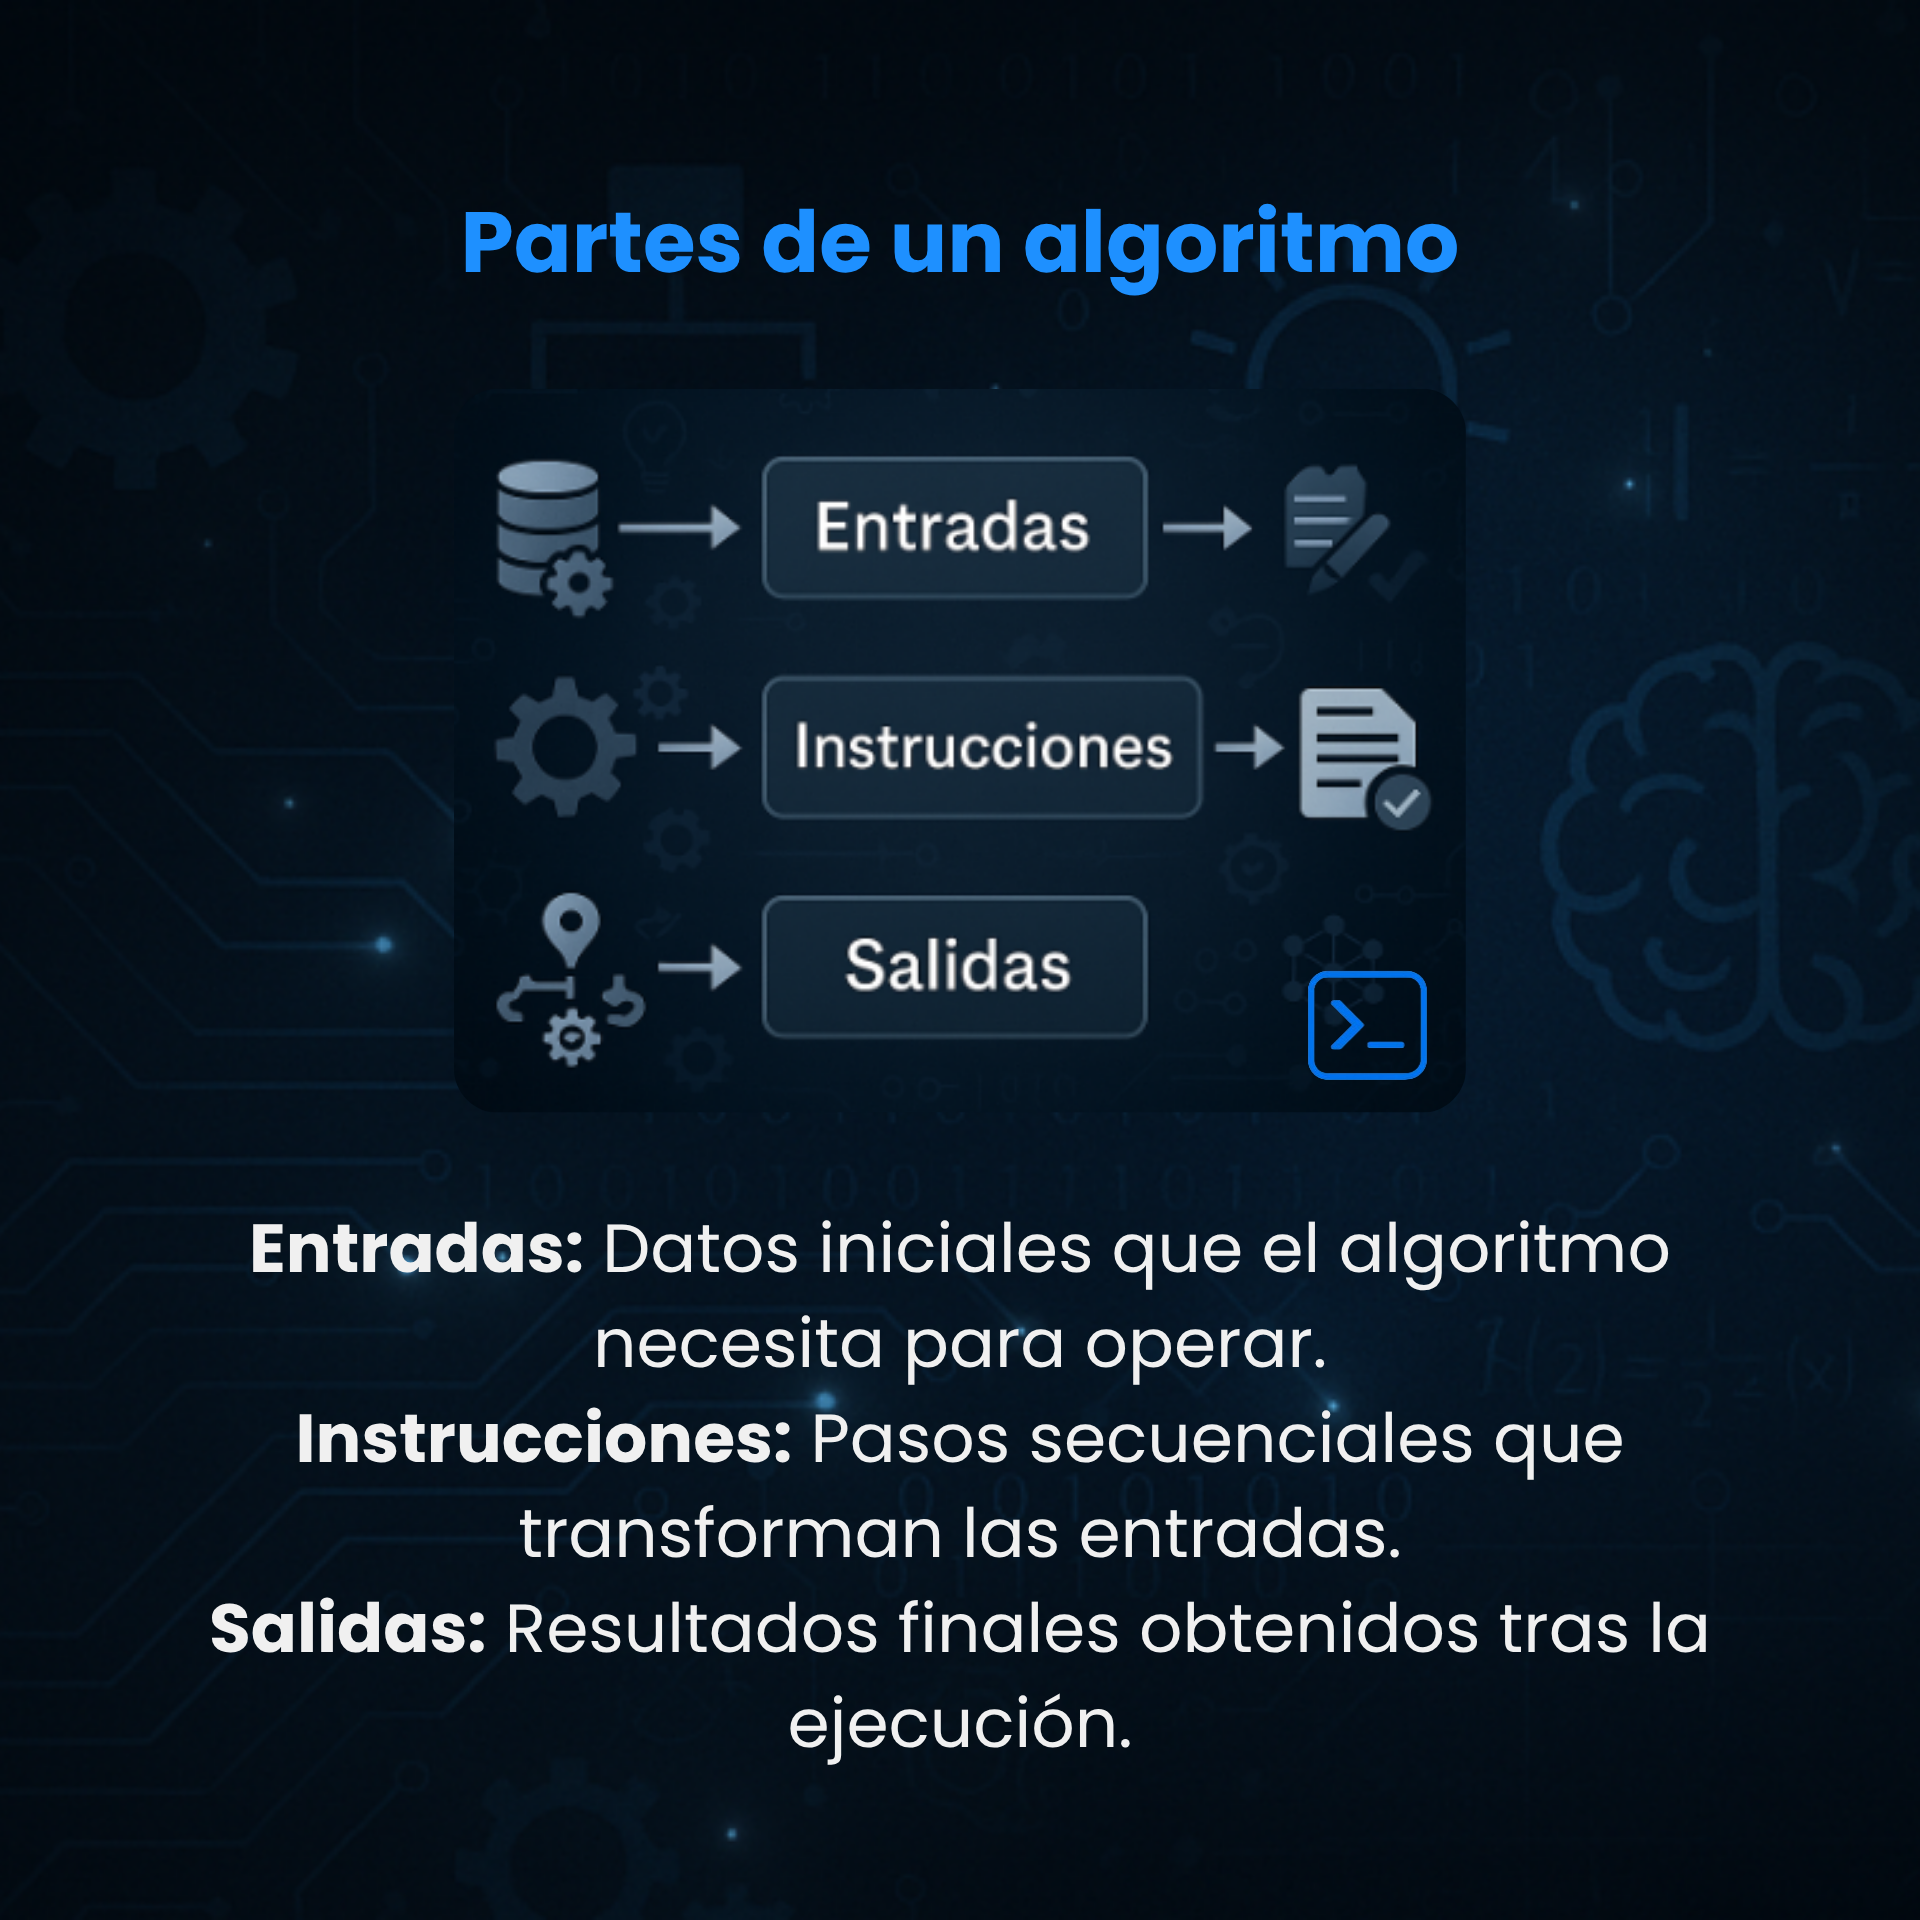 Partes de un algoritmo
Entradas
Instrucciones
Salidas
>_
Entradas: Datos iniciales que el algoritmo
necesita para operar.
Instrucciones: Pasos secuenciales que
transforman las entradas.
Salidas: Resultados finales obtenidos tras la
ejecución.